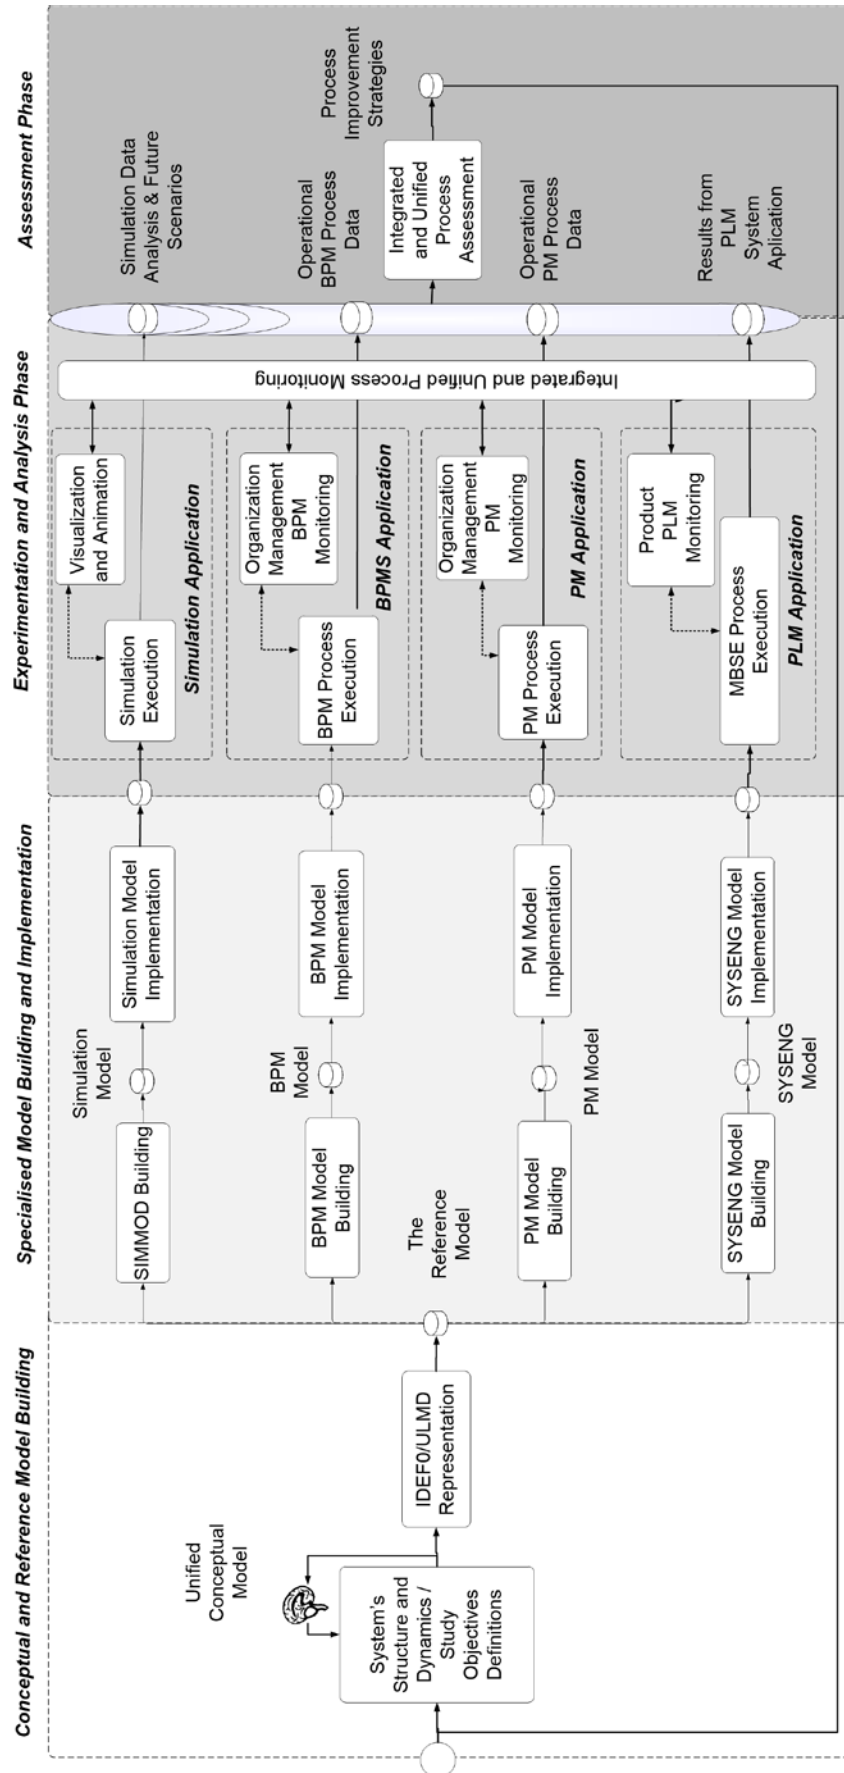 Conceptual and Reference Model Building
Specialised Model Building and Implementation
Experimentation and Analysis Phase
Assessment Phase
Unified
Conceptual
Model
System's
Structure and
Dynamics /
Study
Objectives
Definitions
IDEF0/ULMD
Representation
The
Reference
Model
SIMMOD Building
Simulation
Model
Simulation Model
Implementation
Simulation
Execution
Visualization
and Animation
Simulation Application
Simulation Data
Analysis & Future
Scenarios
BPM Model
Building
BPM
Model
BPM Model
Implementation
BPM Process
Execution
Organization
Management
BPM
Monitoring
BPMS Application
Operational
BPM Process
Data
PM Model
Building
PM Model
PM Model
Implementation
PM Process
Execution
Organization
Management
PM
Monitoring
PM Application
Operational
PM Process
Data
SYSENG Model
Building
SYSENG
Model
SYSENG Model
Implementation
MBSE Process
Execution
Product
PLM
Monitoring
PLM Application
Results from
PLM
System
Aplication
Integrated and Unified Process Monitoring
Integrated
and Unified
Process
Assessment
Process
Improvement
Strategies